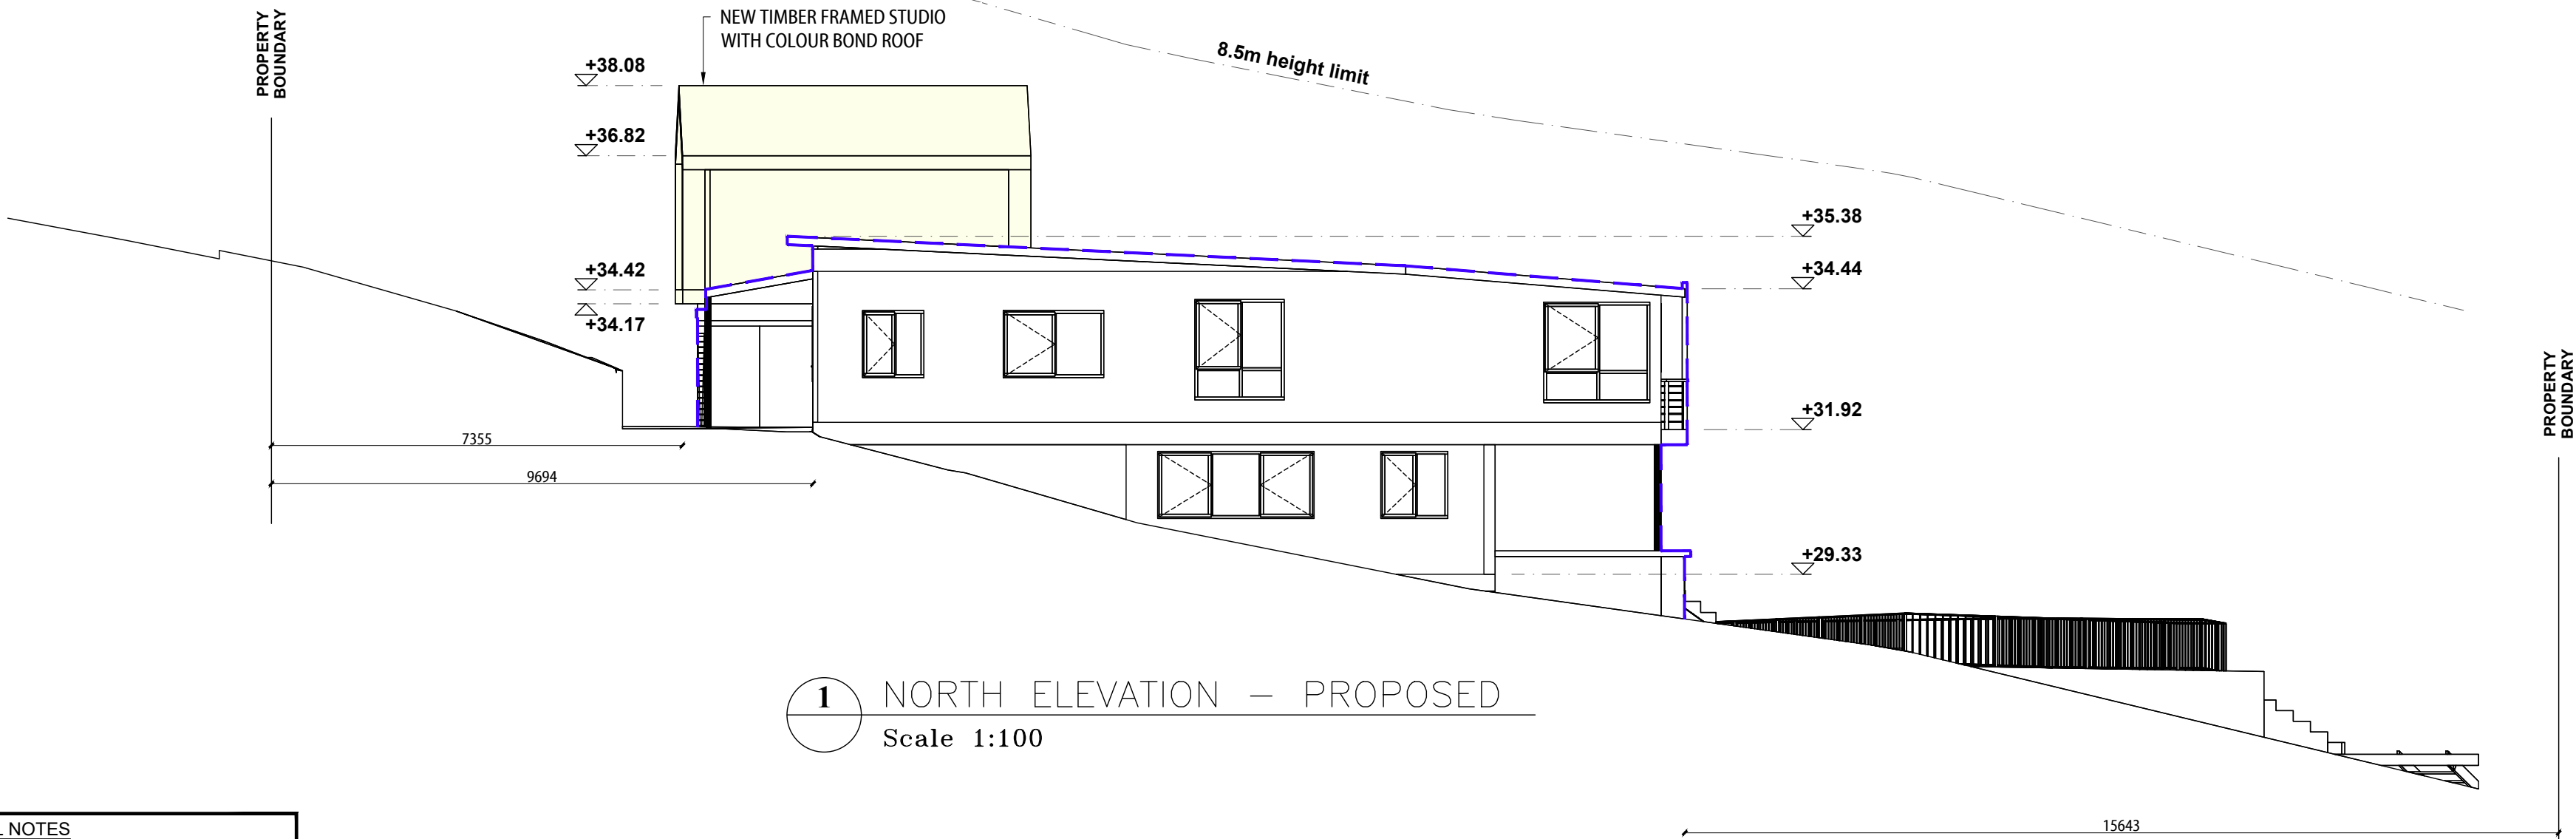 PROPERTY
BOUNDARY
NEW TIMBER FRAMED STUDIO
WITH COLOUR BOND ROOF
8.5m height limit
+38.08
+36.82
+35.38
+34.42
+34.44
+34.17
PROPERTY
BOUNDARY
+31.92
7355
9694
+29.33
1
NORTH ELEVATION – PROPOSED
Scale 1:100
L NOTES
15643